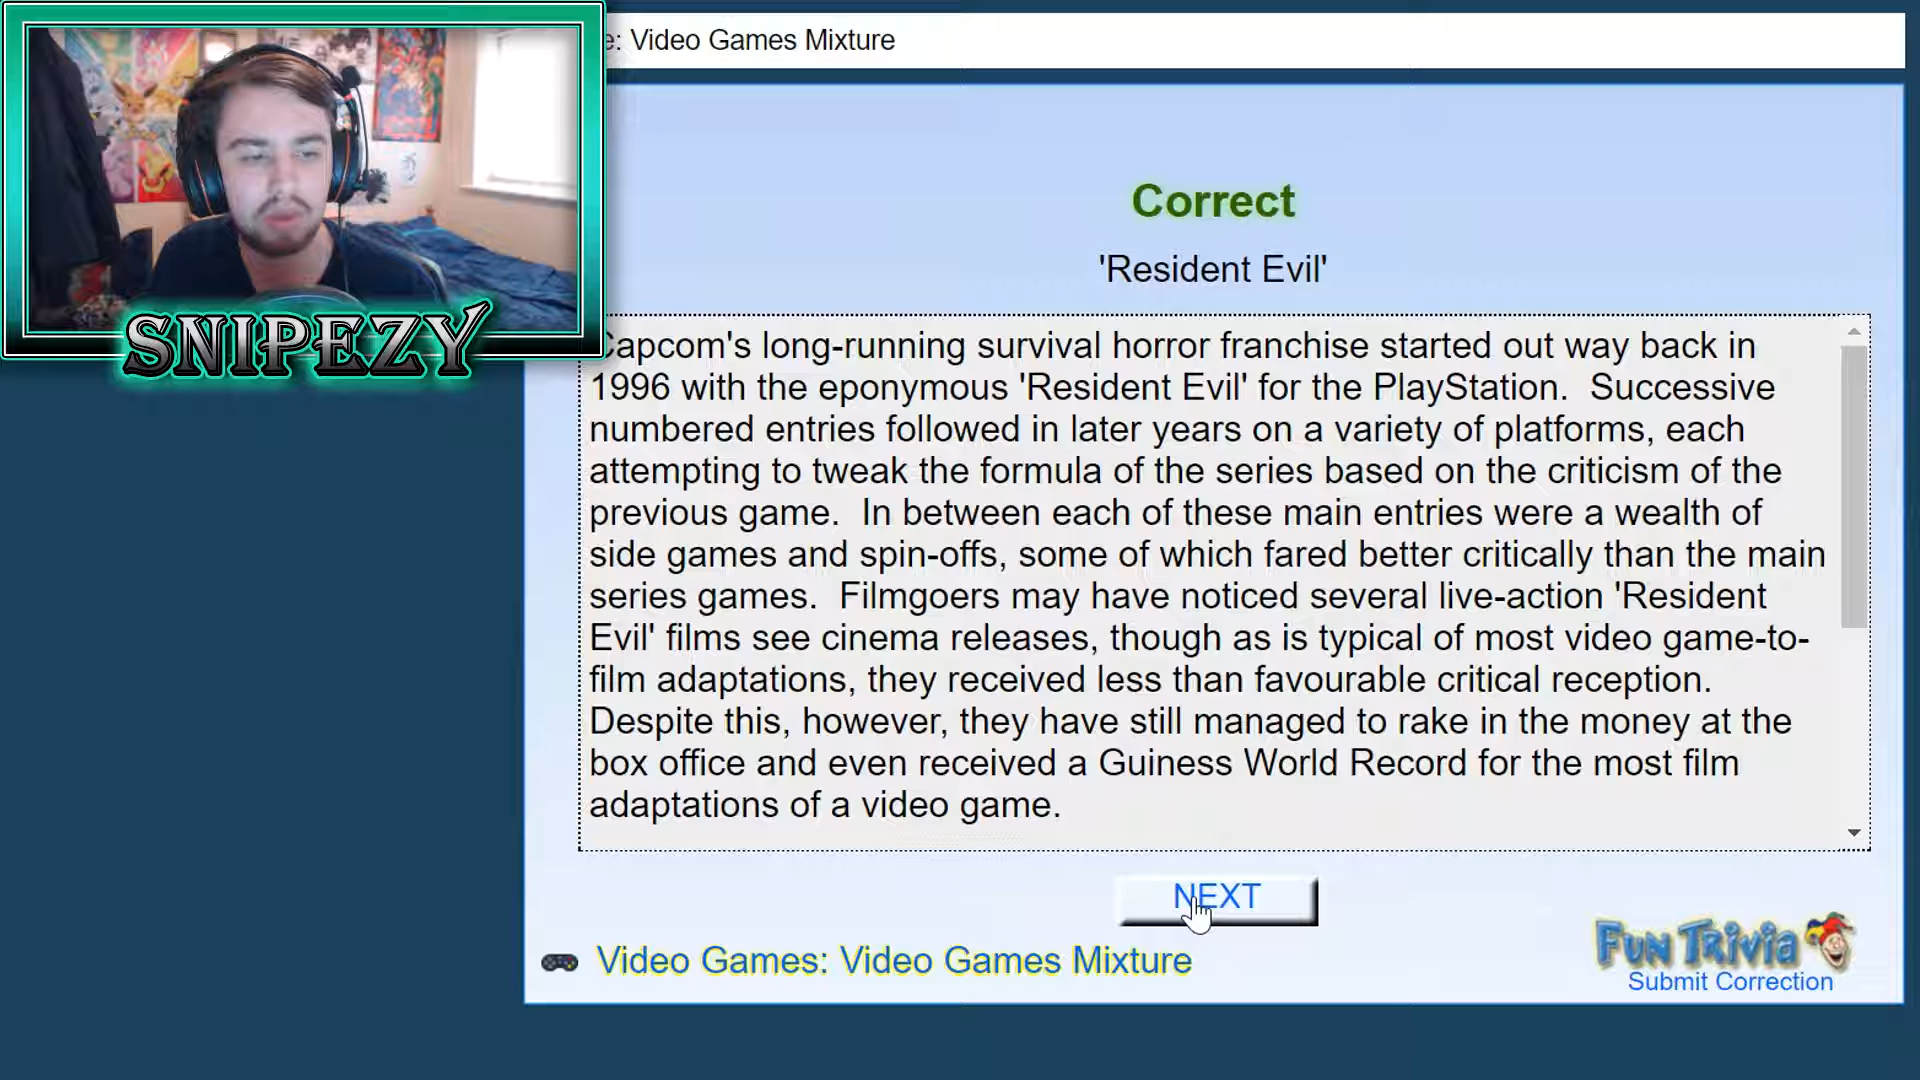 e: Video Games Mixture
SNIPEZY
Correct
'Resident Evil'
Capcom's long-running survival horror franchise started out way back in
1996 with the eponymous 'Resident Evil' for the PlayStation. Successive
numbered entries followed in later years on a variety of platforms, each
attempting to tweak the formula of the series based on the criticism of the
previous game. In between each of these main entries were a wealth of
side games and spin-offs, some of which fared better critically than the main
series games. Filmgoers may have noticed several live-action 'Resident
Evil' films see cinema releases, though as is typical of most video game-to-
film adaptations, they received less than favourable critical reception.
Despite this, however, they have still managed to rake in the money at the
box office and even received a Guiness World Record for the most film
adaptations of a video game.
NEXT
Video Games: Video Games Mixture
Fun Trivia
Submit Correction